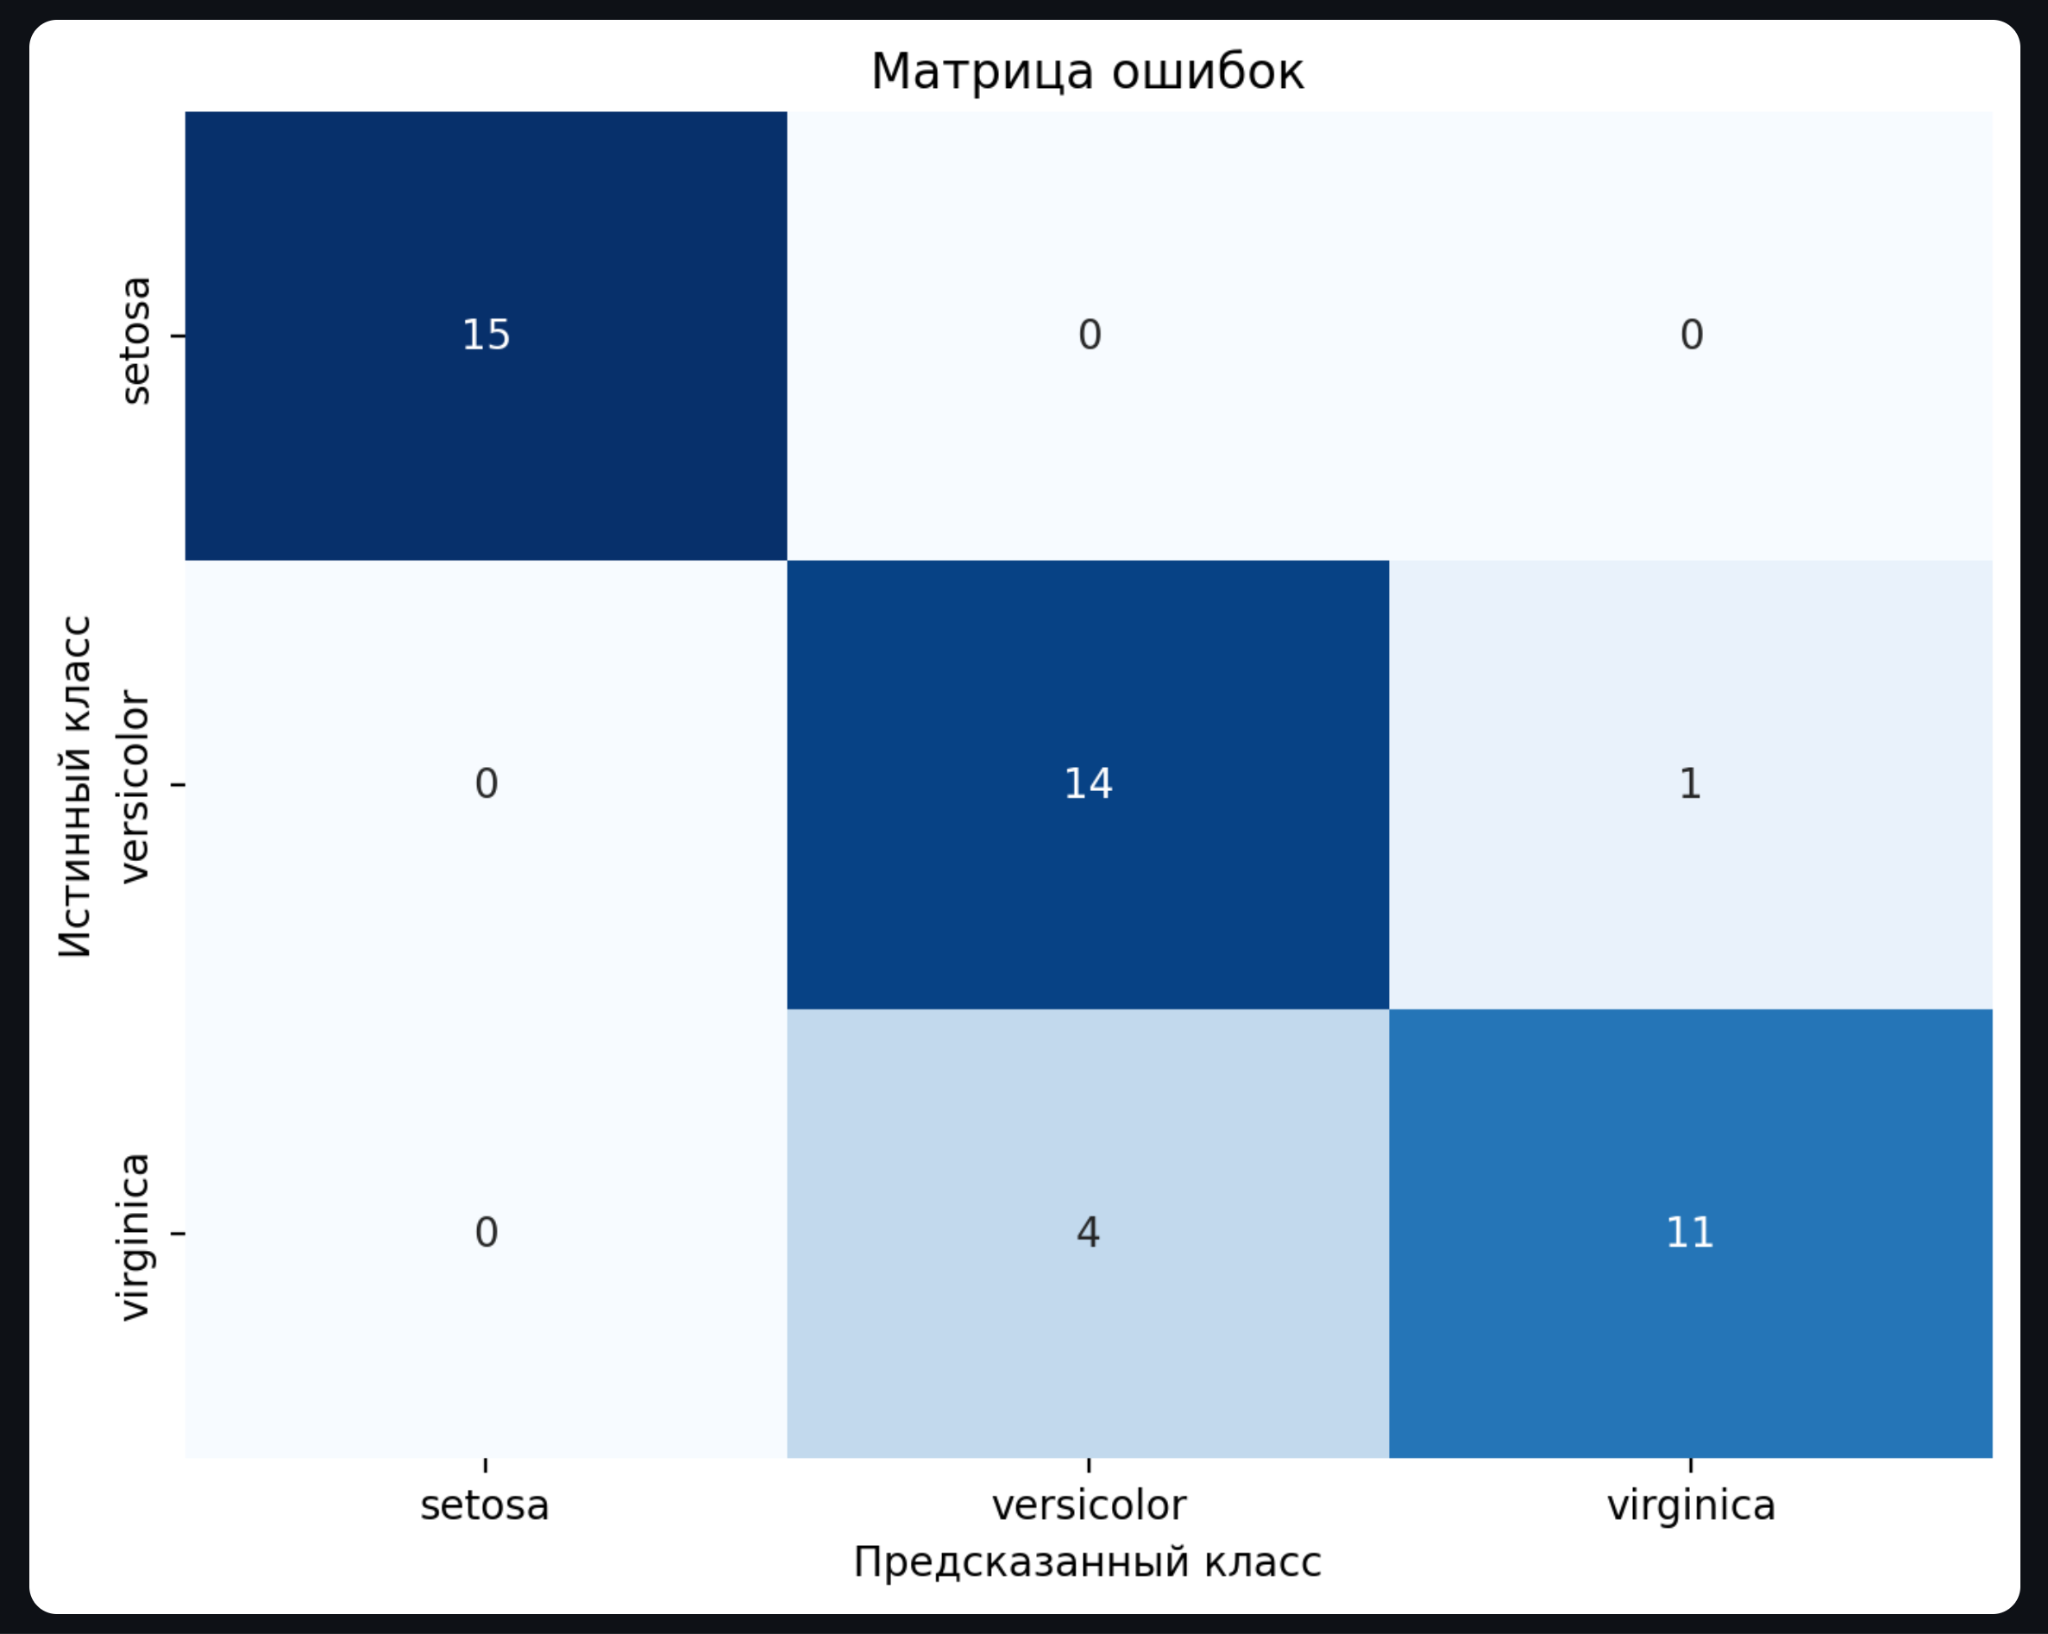 Матрица ошибок
Истинный класс
setosa
15
0
0
versicolor
0
14
1
virginica
0
4
11
setosa
versicolor
virginica
Предсказанный класс